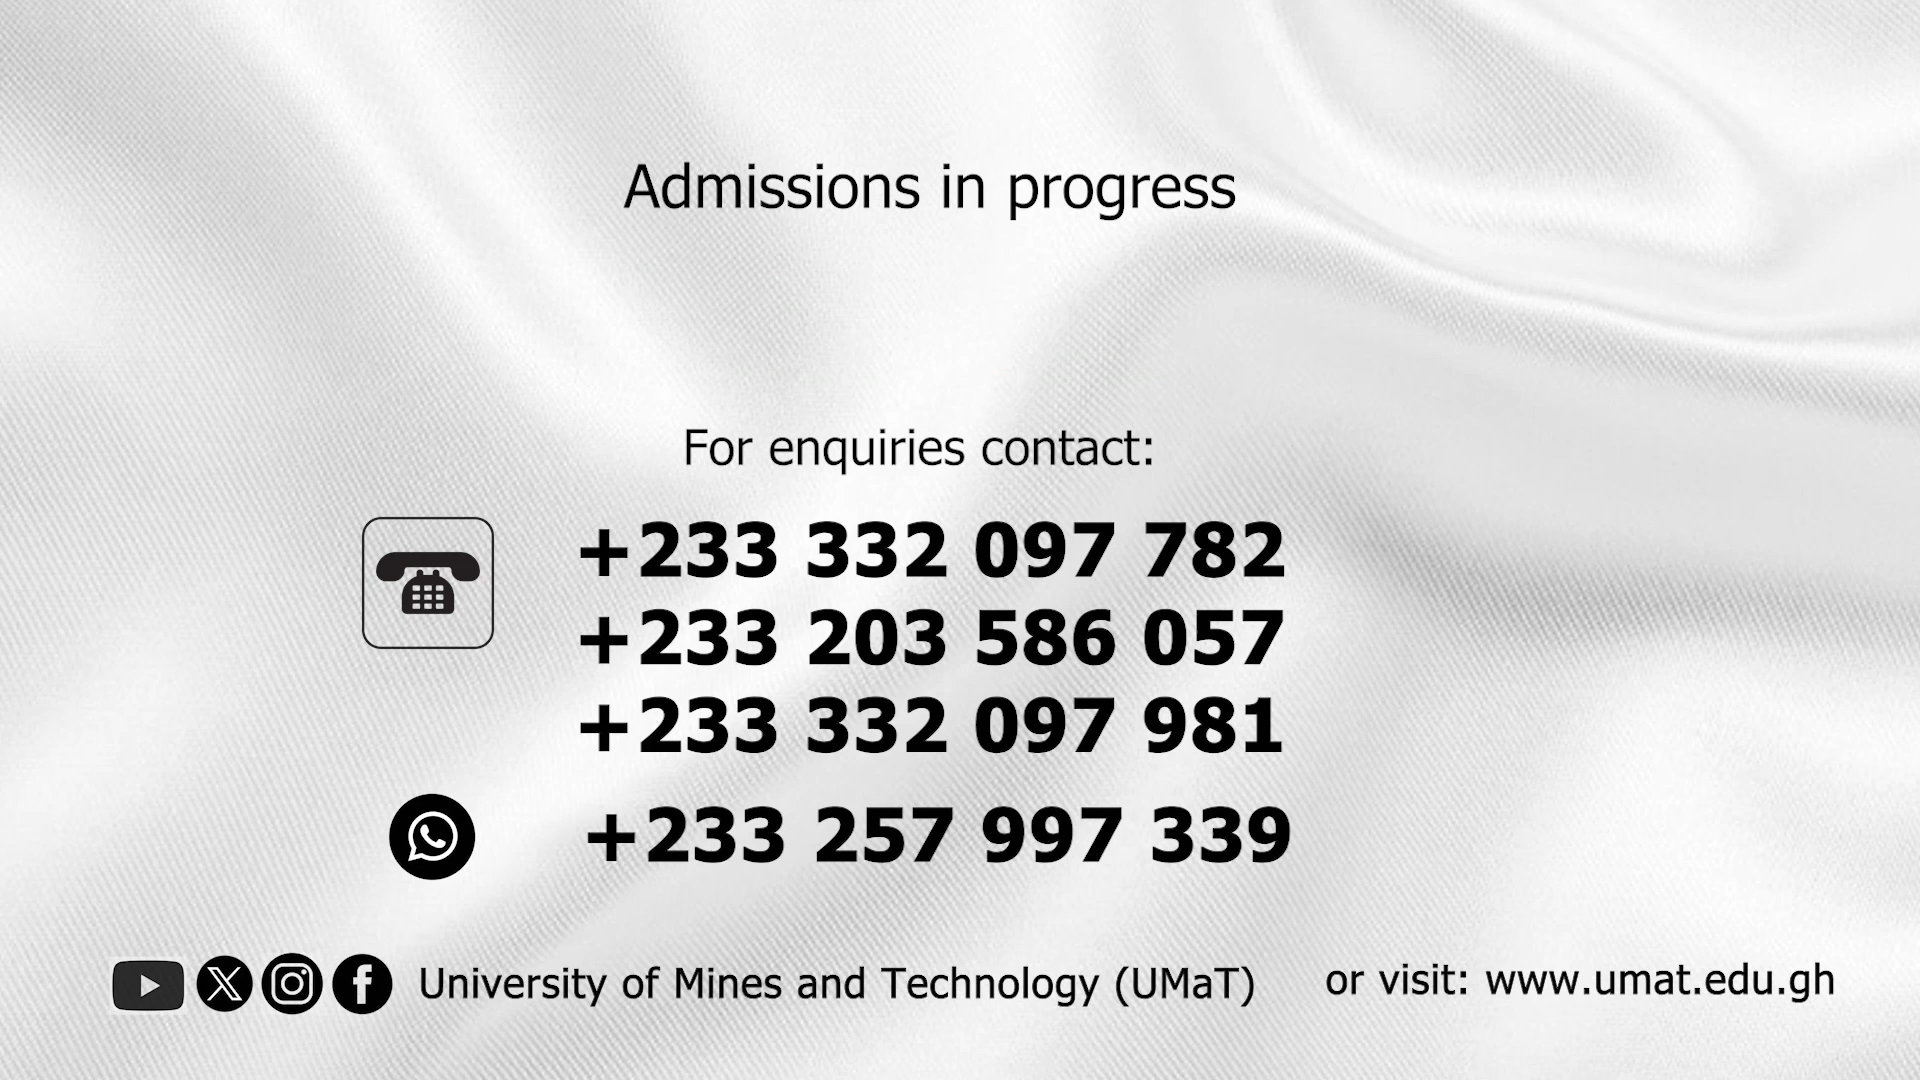 Admissions in progress
For enquiries contact:
+233 332 097 782
+233 203 586 057
+233 332 097 981
+233 257 997 339
University of Mines and Technology (UMaT)
or visit: www.umat.edu.gh